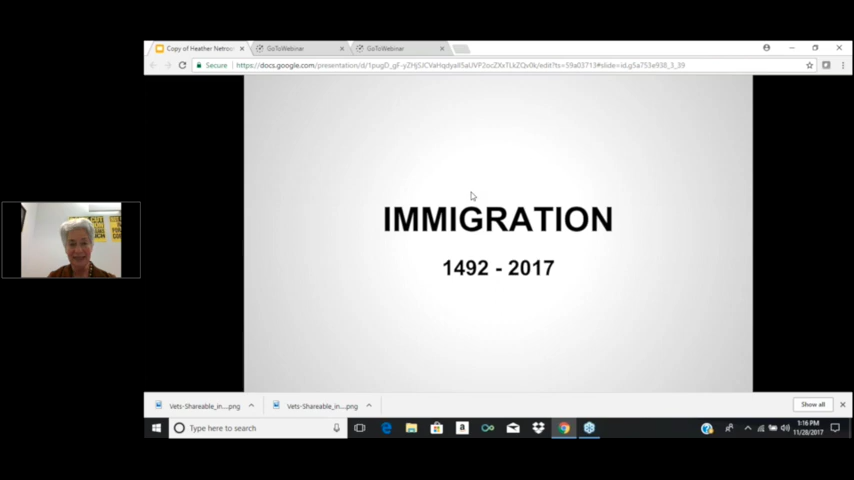 Copy of Heather Netroo
GoToWebinar
GoToWebinar
Secure
IMMIGRATION
1492 - 2017
Vets-Shareable_in....png
Vets-Shareable_in....png
Show all
Type here to search
1:16 PM
11/28/2017